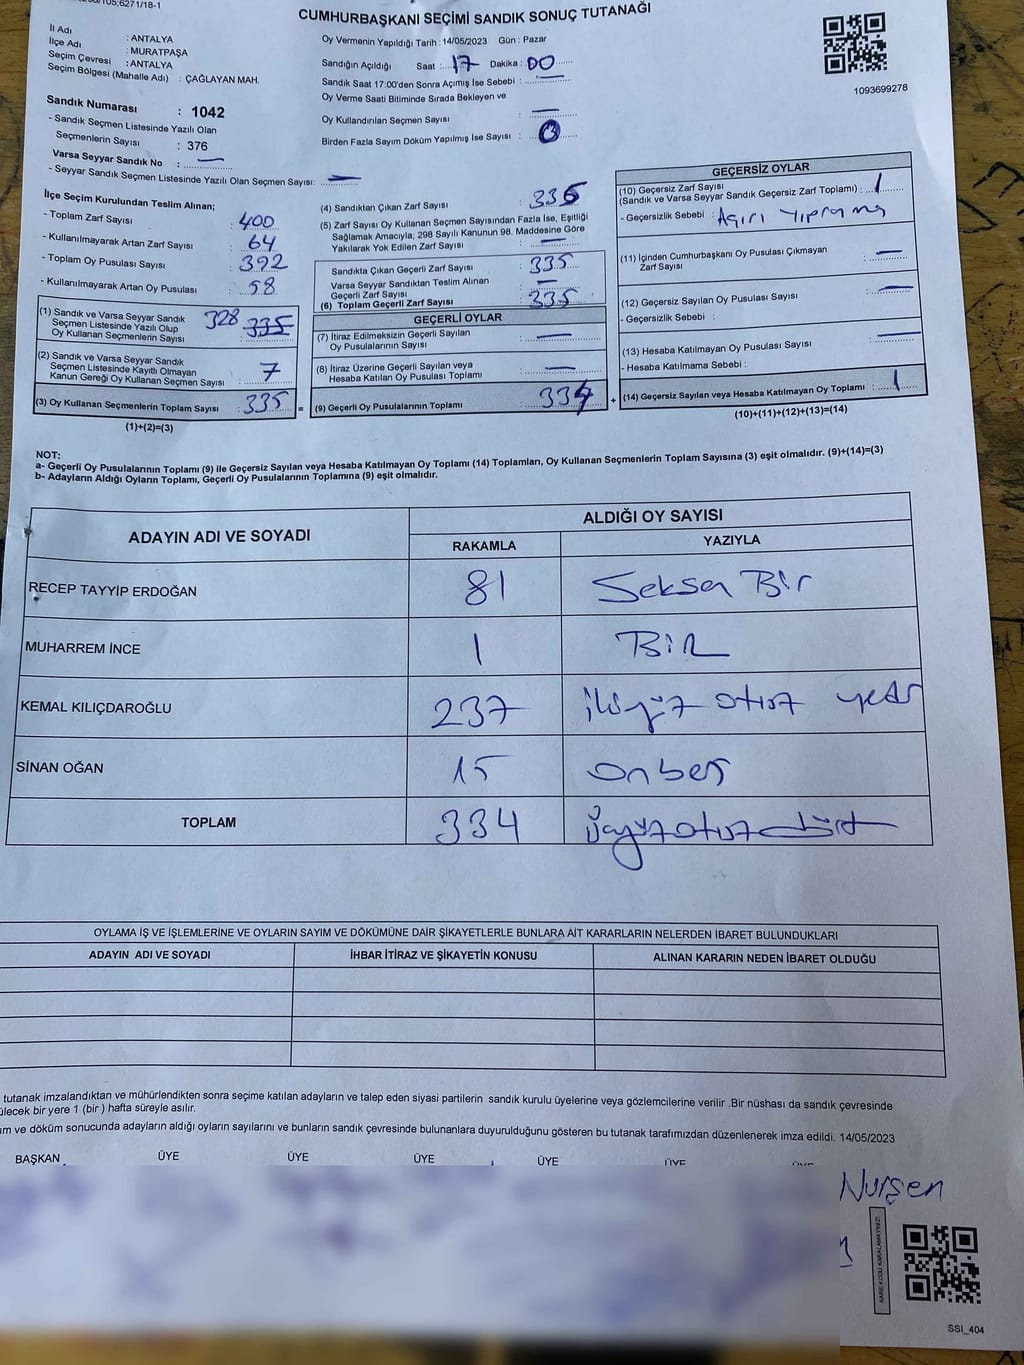 CUMHURBAŞKANI SEÇİMİ SANDIK SONUÇ TUTANAĞI
İl Adı : ANTALYA
İlçe Adı : MURATPAŞA
Seçim Çevresi : ANTALYA
Seçim Bölgesi (Mahalle Adı) : ÇAĞLAYAN MAH.
Oy Vermenin Yapıldığı Tarih : 14/05/2023 Gün : Pazar
Sandığın Açıldığı Saat : 17 Dakika : 00
Sandık Saat 17:00'den Sonra Açımış İse Sebebi :
Oy Verme Saati Bitiminde Sırada Bekleyen ve
Oy Kullandırılan Seçmen Sayısı :
Birden Fazla Sayım Döküm Yapılmış İse Sayısı : 0
1093699278
Sandık Numarası : 1042
- Sandık Seçmen Listesinde Yazılı Olan
Seçmenlerin Sayısı : 376
Varsa Seyyar Sandık No :
- Seyyar Sandık Seçmen Listesinde Yazılı Olan Seçmen Sayısı:
İlçe Seçim Kurulundan Teslim Alınan;
- Toplam Zarf Sayısı : 400
- Kullanılmayarak Artan Zarf Sayısı : 64
- Toplam Oy Pusulası Sayısı : 392
- Kullanılmayarak Artan Oy Pusulası : 58
(1) Sandık ve Varsa Seyyar Sandık
Seçmen Listesinde Yazılı Olup
Oy Kullanan Seçmenlerin Sayısı 328 335
(2) Sandık ve Varsa Seyyar Sandık
Seçmen Listesinde Kayıtlı Olmayan
Kanun Gereği Oy Kullanan Seçmen Sayısı : 7
(3) Oy Kullanan Seçmenlerin Toplam Sayısı : 335
(1)+(2)=(3)
(4) Sandıktan Çıkan Zarf Sayısı : 336
(5) Zarf Sayısı Oy Kullanan Seçmen Sayısından Fazla İse, Eşitliği
Sağlamak Amacıyla; 298 Sayılı Kanunun 98. Maddesine Göre
Yakılarak Yok Edilen Zarf Sayısı :
Sandıkta Çıkan Geçerli Zarf Sayısı : 335
Varsa Seyyar Sandıktan Teslim Alınan
Geçerli Zarf Sayısı :
(6) Toplam Geçerli Zarf Sayısı : 335
GEÇERLİ OYLAR
(7) İtiraz Edilmeksizin Geçerli Sayılan
Oy Pusulalarının Sayısı :
(8) İtiraz Üzerine Geçerli Sayılan veya
Hesaba Katılan Oy Pusulası Toplamı :
= (9) Geçerli Oy Pusulalarının Toplamı : 334
GEÇERSİZ OYLAR
(10) Geçersiz Zarf Sayısı
(Sandık ve Varsa Seyyar Sandık Geçersiz Zarf Toplamı) : 1
- Geçersizlik Sebebi : Aşırı Yıpranmış
(11) İçinden Cumhurbaşkanı Oy Pusulası Çıkmayan
Zarf Sayısı :
(12) Geçersiz Sayılan Oy Pusulası Sayısı :
- Geçersizlik Sebebi :
(13) Hesaba Katılmayan Oy Pusulası Sayısı :
- Hesaba Katılmama Sebebi :
+ (14) Geçersiz Sayılan veya Hesaba Katılmayan Oy Toplamı : 1
(10)+(11)+(12)+(13)=(14)
NOT:
a- Geçerli Oy Pusulalarının Toplamı (9) ile Geçersiz Sayılan veya Hesaba Katılmayan Oy Toplamı (14) Toplamları, Oy Kullanan Seçmenlerin Toplam Sayısına (3) eşit olmalıdır. (9)+(14)=(3)
b- Adayların Aldığı Oyların Toplamı, Geçerli Oy Pusulalarının Toplamına (9) eşit olmalıdır.
ADAYIN ADI VE SOYADI ALDIĞI OY SAYISI
RAKAMLA YAZIYLA
RECEP TAYYİP ERDOĞAN 81 Seksen Bir
MUHARREM İNCE 1 BİR
KEMAL KILIÇDAROĞLU 237 ikiyüz otuz yedi
SİNAN OĞAN 15 onbeş
TOPLAM 334 üçyüzotuzdört
OYLAMA İŞ VE İŞLEMLERİNE VE OYLARIN SAYIM VE DÖKÜMÜNE DAİR ŞİKAYETLERLE BUNLARA AİT KARARLARIN NELERDEN İBARET BULUNDUKLARI
ADAYIN ADI VE SOYADI İHBAR İTİRAZ VE ŞİKAYETİN KONUSU ALINAN KARARIN NEDEN İBARET OLDUĞU
tutanak imzalandıktan ve mühürlendikten sonra seçime katılan adayların ve talep eden siyasi partilerin sandık kurulu üyelerine veya gözlemcilerine verilir .Bir nüshası da sandık çevresinde
ülecek bir yere 1 (bir ) hafta süreyle asılır.
ım ve döküm sonucunda adayların aldığı oyların sayılarını ve bunların sandık çevresinde bulunanlara duyurulduğunu gösteren bu tutanak tarafımızdan düzenlenerek imza edildi. 14/05/2023
BAŞKAN ÜYE ÜYE ÜYE ÜYE ÜYE
Nurşen
KARE KODU KARALAMAYINIZ!
SSI_404